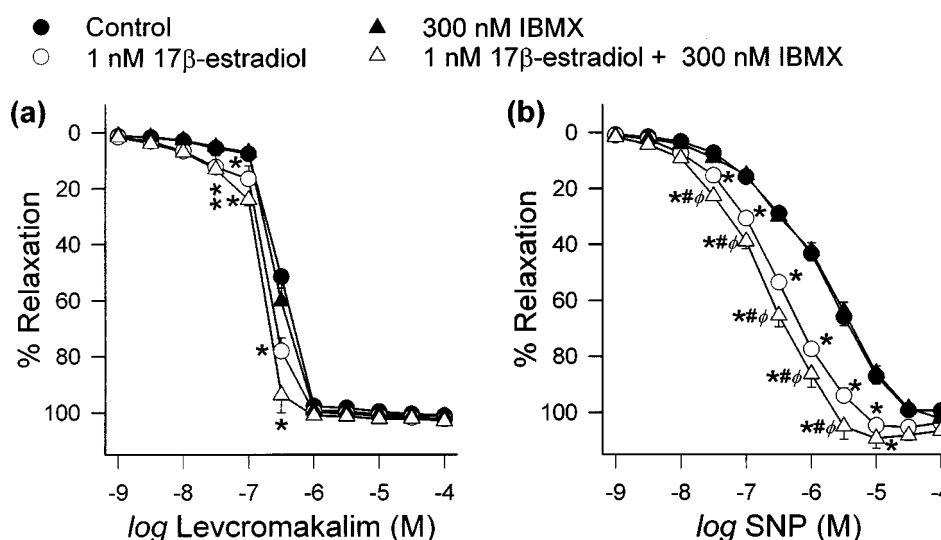 Control
300 nM IBMX
1 nM 17β-estradiol
1 nM 17β-estradiol + 300 nM IBMX
(a)
(b)
% Relaxation
0
20
40
60
80
100
*
*
*
*
*
*
-9
-8
-7
-6
-5
-4
log Levcromakalim (M)
% Relaxation
0
20
40
60
80
100
*
*#ϕ
*
*#ϕ
*
*#ϕ
*
*#ϕ
*
*
*#ϕ
*
-9
-8
-7
-6
-5
-4
log SNP (M)